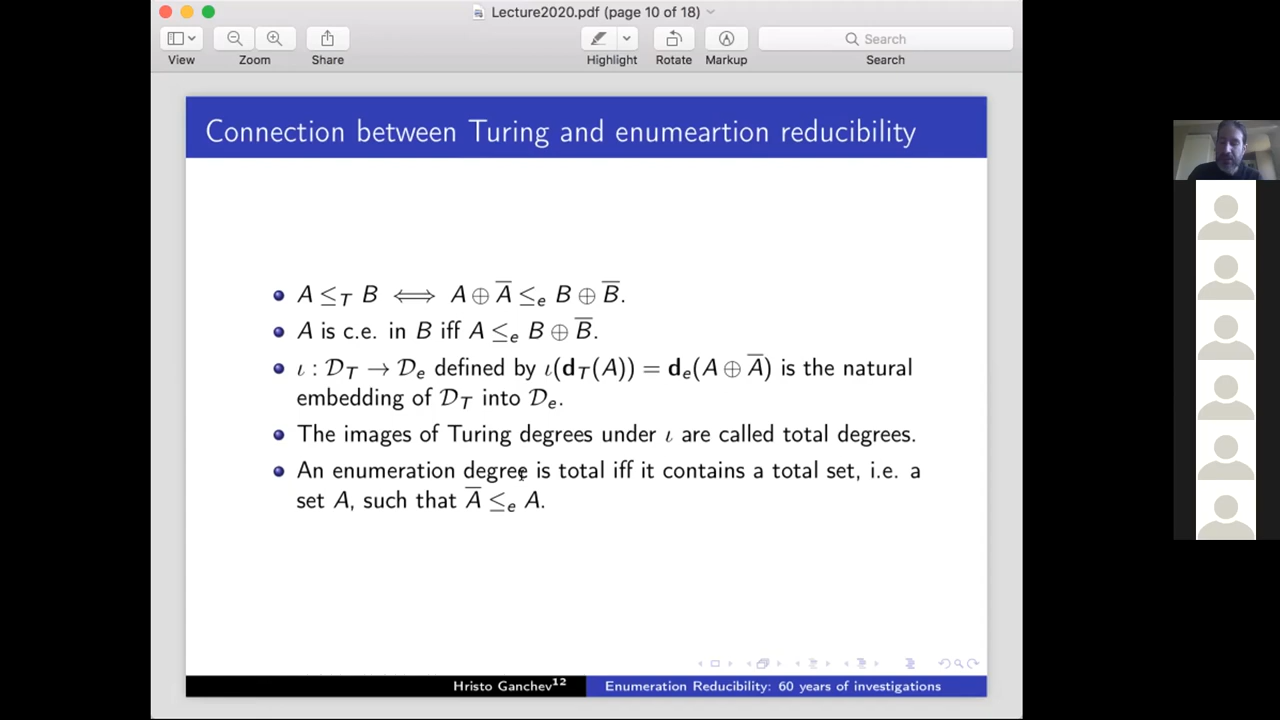 Lecture2020.pdf (page 10 of 18)
View
Zoom
Share
Highlight
Rotate
Markup
Search
Search
Connection between Turing and enumeartion reducibility
A ≤_T B ⟺ A ⊕ A̅ ≤_e B ⊕ B̅.
A is c.e. in B iff A ≤_e B ⊕ B̅.
ι : 𝒟_T → 𝒟_e defined by ι(d_T(A)) = d_e(A ⊕ A̅) is the natural
embedding of 𝒟_T into 𝒟_e.
The images of Turing degrees under ι are called total degrees.
An enumeration degree is total iff it contains a total set, i.e. a
set A, such that A̅ ≤_e A.
Hristo Ganchev¹²
Enumeration Reducibility: 60 years of investigations